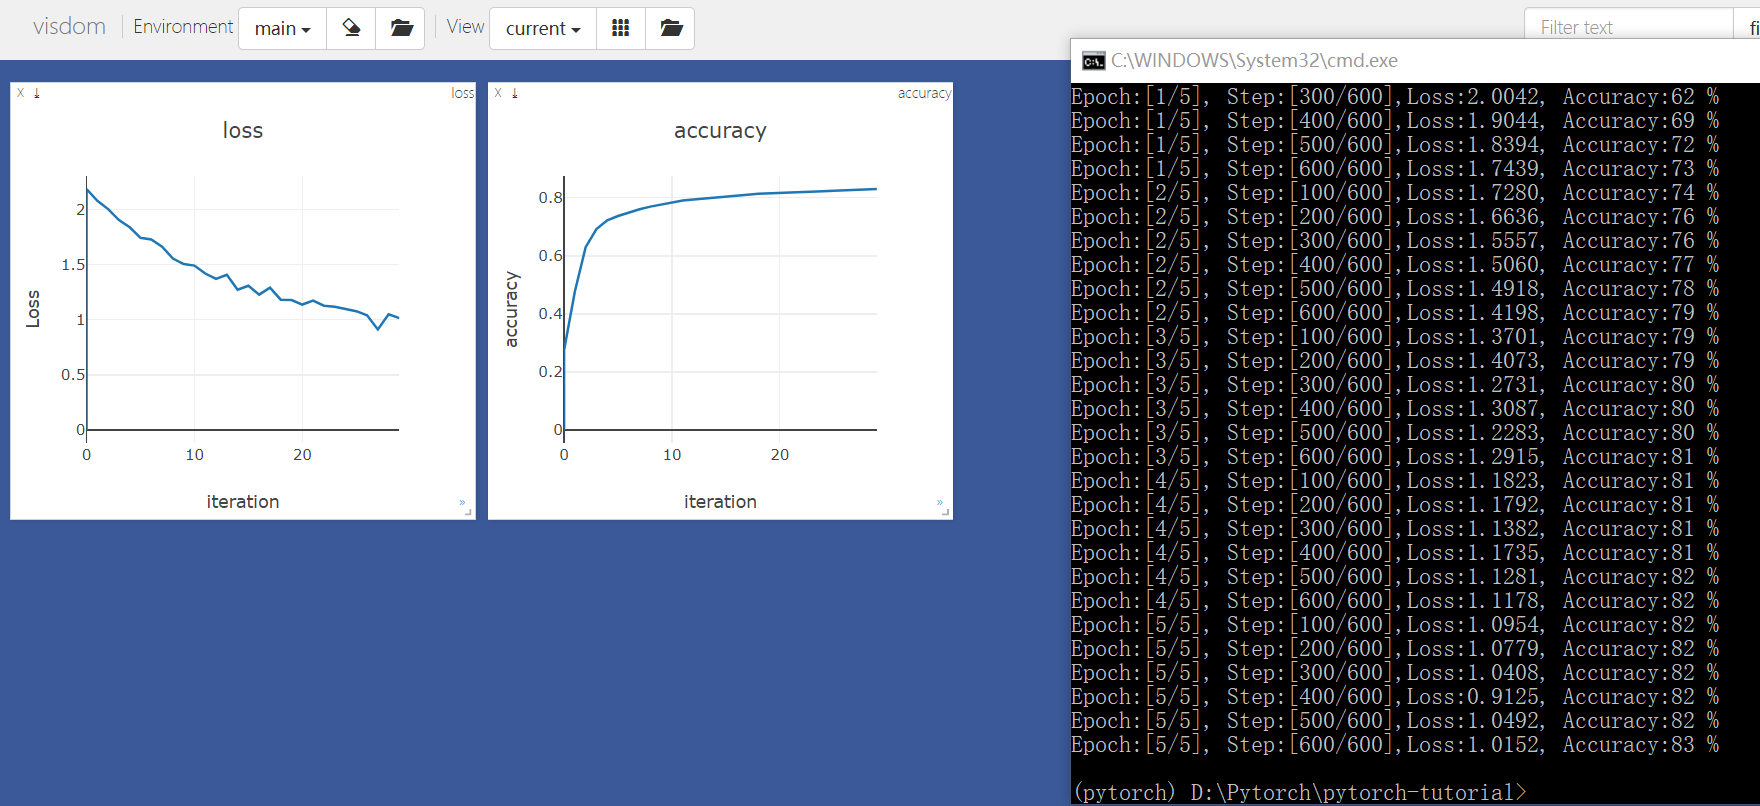 visdom Environment main View current Filter text
X loss
loss
2
1.5
1
0.5
0
0 10 20
Loss
iteration
X accuracy
accuracy
0.8
0.6
0.4
0.2
0
0 10 20
accuracy
iteration
C:\WINDOWS\System32\cmd.exe
Epoch:[1/5], Step:[300/600],Loss:2.0042, Accuracy:62 %
Epoch:[1/5], Step:[400/600],Loss:1.9044, Accuracy:69 %
Epoch:[1/5], Step:[500/600],Loss:1.8394, Accuracy:72 %
Epoch:[1/5], Step:[600/600],Loss:1.7439, Accuracy:73 %
Epoch:[2/5], Step:[100/600],Loss:1.7280, Accuracy:74 %
Epoch:[2/5], Step:[200/600],Loss:1.6636, Accuracy:76 %
Epoch:[2/5], Step:[300/600],Loss:1.5557, Accuracy:76 %
Epoch:[2/5], Step:[400/600],Loss:1.5060, Accuracy:77 %
Epoch:[2/5], Step:[500/600],Loss:1.4918, Accuracy:78 %
Epoch:[2/5], Step:[600/600],Loss:1.4198, Accuracy:79 %
Epoch:[3/5], Step:[100/600],Loss:1.3701, Accuracy:79 %
Epoch:[3/5], Step:[200/600],Loss:1.4073, Accuracy:79 %
Epoch:[3/5], Step:[300/600],Loss:1.2731, Accuracy:80 %
Epoch:[3/5], Step:[400/600],Loss:1.3087, Accuracy:80 %
Epoch:[3/5], Step:[500/600],Loss:1.2283, Accuracy:80 %
Epoch:[3/5], Step:[600/600],Loss:1.2915, Accuracy:81 %
Epoch:[4/5], Step:[100/600],Loss:1.1823, Accuracy:81 %
Epoch:[4/5], Step:[200/600],Loss:1.1792, Accuracy:81 %
Epoch:[4/5], Step:[300/600],Loss:1.1382, Accuracy:81 %
Epoch:[4/5], Step:[400/600],Loss:1.1735, Accuracy:81 %
Epoch:[4/5], Step:[500/600],Loss:1.1281, Accuracy:82 %
Epoch:[4/5], Step:[600/600],Loss:1.1178, Accuracy:82 %
Epoch:[5/5], Step:[100/600],Loss:1.0954, Accuracy:82 %
Epoch:[5/5], Step:[200/600],Loss:1.0779, Accuracy:82 %
Epoch:[5/5], Step:[300/600],Loss:1.0408, Accuracy:82 %
Epoch:[5/5], Step:[400/600],Loss:0.9125, Accuracy:82 %
Epoch:[5/5], Step:[500/600],Loss:1.0492, Accuracy:82 %
Epoch:[5/5], Step:[600/600],Loss:1.0152, Accuracy:83 %
(pytorch) D:\Pytorch\pytorch-tutorial>